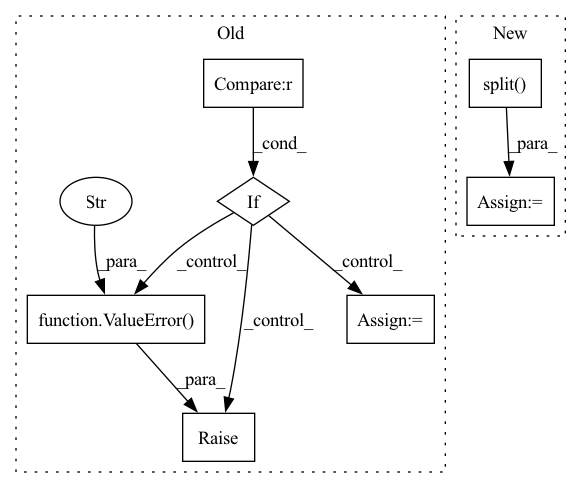 Old
New
Compare:r
split()
_cond_
_para_
Str
If
Assign:=
_para_
_control_
_control_
function.ValueError()
_control_
Assign:=
_para_
Raise